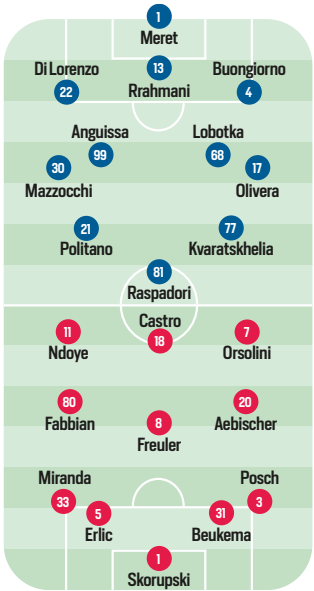 1
Meret
Di Lorenzo
13
Buongiorno
22
Rrahmani
4
Anguissa
Lobotka
99
68
30
17
Mazzocchi
Olivera
21
77
Politano
Kvaratskhelia
81
Raspadori
Castro
11
18
7
Ndoye
Orsolini
80
20
Fabbian
8
Aebischer
Freuler
Miranda
Posch
33
5
31
3
Erlic
Beukema
1
Skorupski